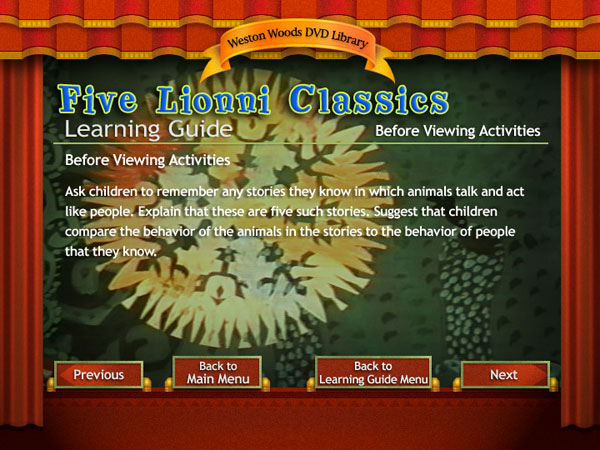 Weston Woods DVD Library
Five Lionni Classics
Learning Guide
Before Viewing Activities
Before Viewing Activities
Ask children to remember any stories they know in which animals talk and act
like people. Explain that these are five such stories. Suggest that children
compare the behavior of the animals in the stories to the behavior of people
that they know.
Previous
Back to
Main Menu
Back to
Learning Guide Menu
Next